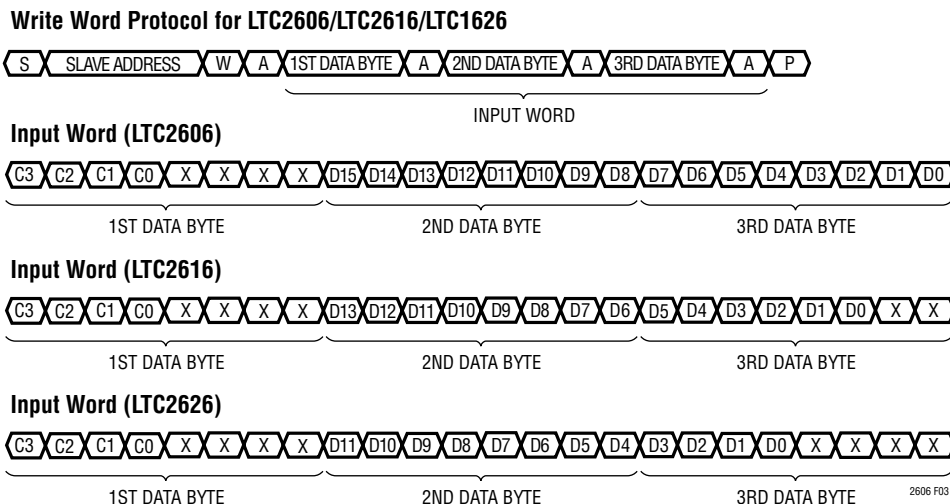 Write Word Protocol for LTC2606/LTC2616/LTC1626
S SLAVE ADDRESS W A 1ST DATA BYTE A 2ND DATA BYTE A 3RD DATA BYTE A P
INPUT WORD
Input Word (LTC2606)
C3 C2 C1 C0 X X X X D15 D14 D13 D12 D11 D10 D9 D8 D7 D6 D5 D4 D3 D2 D1 D0
1ST DATA BYTE 2ND DATA BYTE 3RD DATA BYTE
Input Word (LTC2616)
C3 C2 C1 C0 X X X X D13 D12 D11 D10 D9 D8 D7 D6 D5 D4 D3 D2 D1 D0 X X
1ST DATA BYTE 2ND DATA BYTE 3RD DATA BYTE
Input Word (LTC2626)
C3 C2 C1 C0 X X X X D11 D10 D9 D8 D7 D6 D5 D4 D3 D2 D1 D0 X X X X
1ST DATA BYTE 2ND DATA BYTE 3RD DATA BYTE
2606 F03